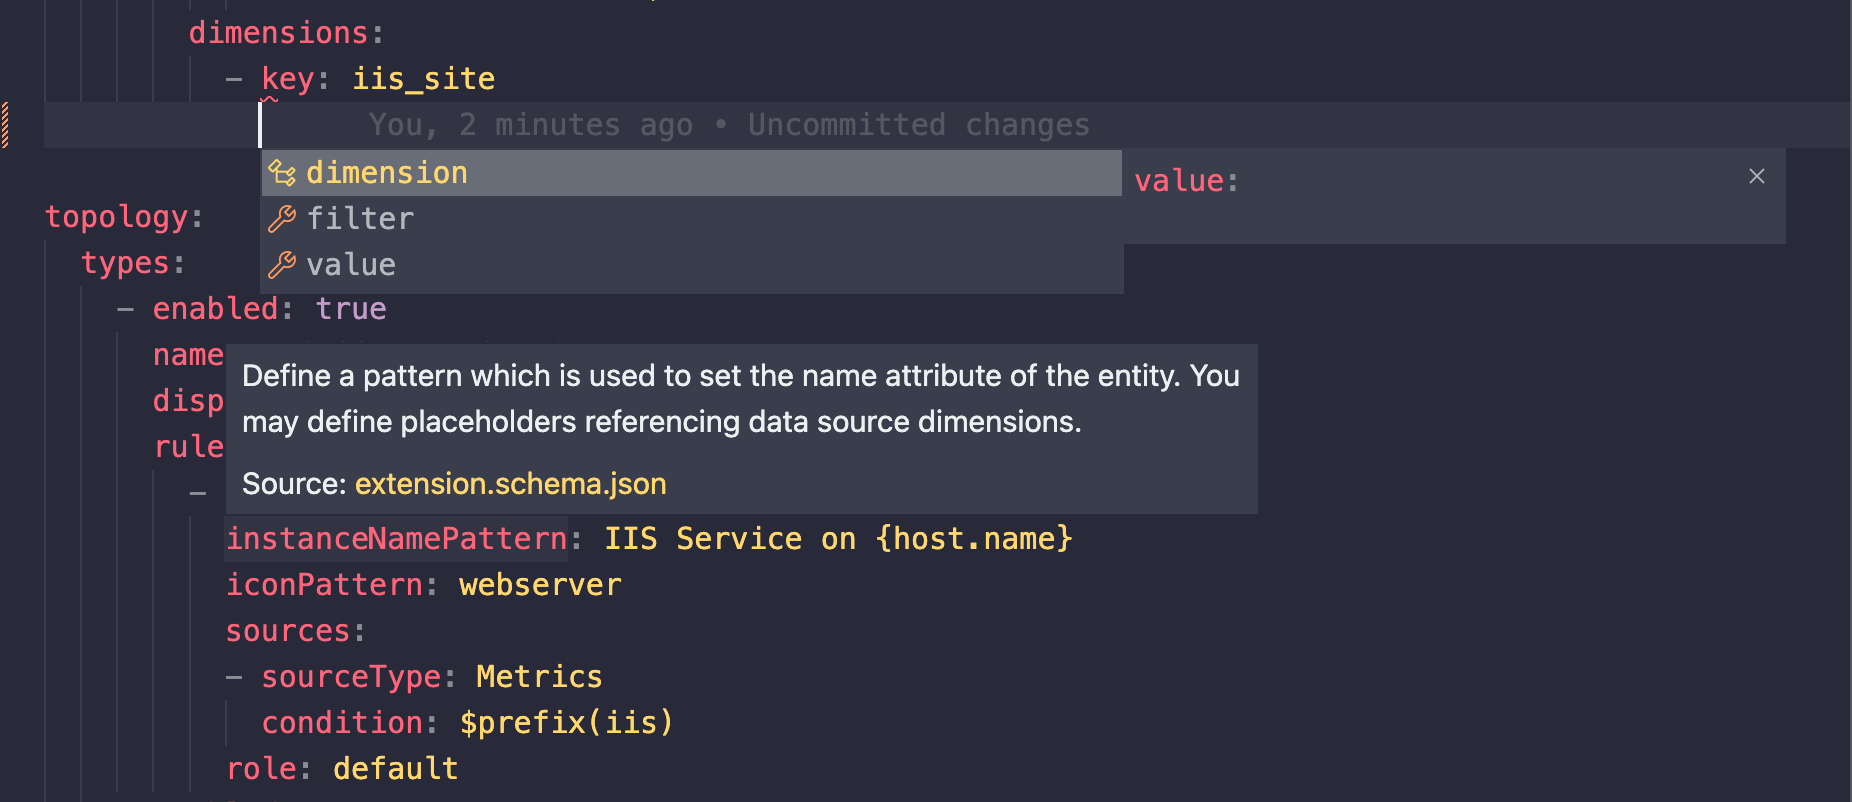 dimensions:
- key: iis_site
You, 2 minutes ago • Uncommitted changes
dimension
value:
filter
topology:
value
types:
- enabled: true
name
Define a pattern which is used to set the name attribute of the entity. You
disp
may define placeholders referencing data source dimensions.
rule
Source: extension.schema.json
-
instanceNamePattern: IIS Service on {host.name}
iconPattern: webserver
sources:
- sourceType: Metrics
condition: $prefix(iis)
role: default